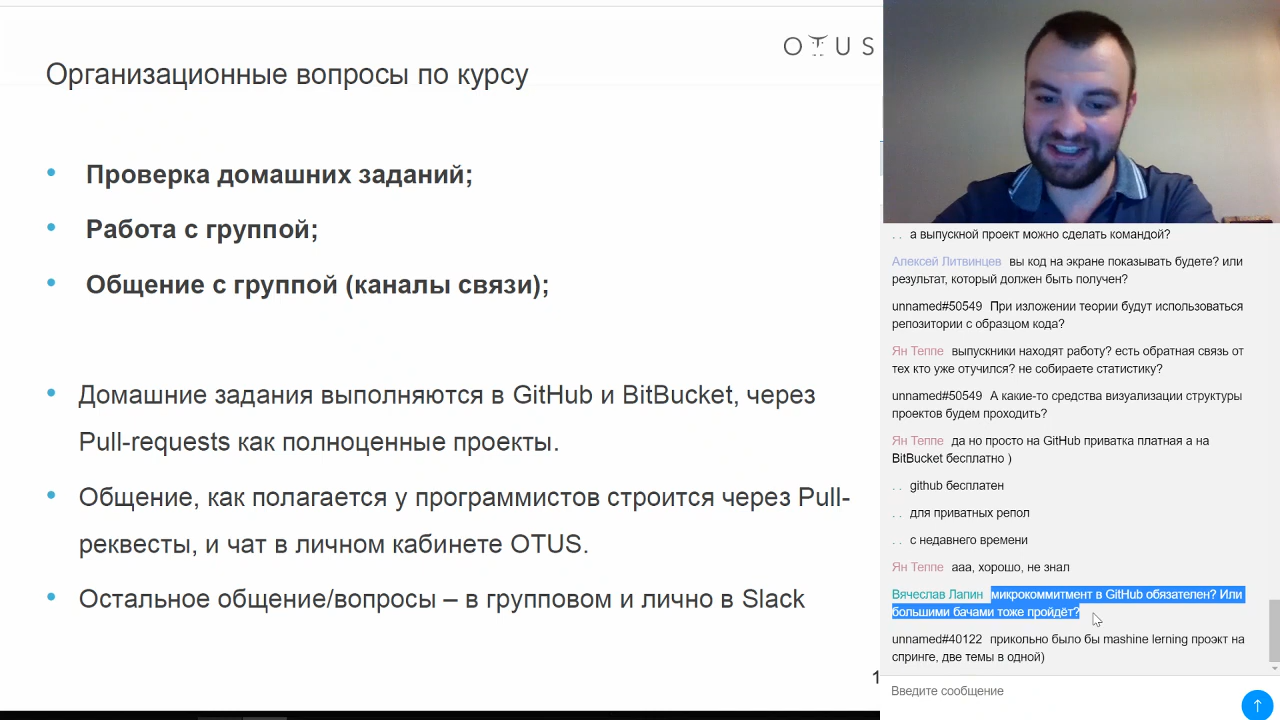 OTUS
Организационные вопросы по курсу
Проверка домашних заданий;
Работа с группой;
Общение с группой (каналы связи);
Домашние задания выполняются в GitHub и BitBucket, через
Pull-requests как полноценные проекты.
Общение, как полагается у программистов строится через Pull-
реквесты, и чат в личном кабинете OTUS.
Остальное общение/вопросы – в групповом и лично в Slack
1
. . а выпускной проект можно сделать командой?
Алексей Литвинцев вы код на экране показывать будете? или
результат, который должен быть получен?
unnamed#50549 При изложении теории будут использоваться
репозитории с образцом кода?
Ян Теппе выпускники находят работу? есть обратная связь от
тех кто уже отучился? не собираете статистику?
unnamed#50549 А какие-то средства визуализации структуры
проектов будем проходить?
Ян Теппе да но просто на GitHub приватка платная а на
BitBucket бесплатно )
. . github бесплатен
. . для приватных репол
. . с недавнего времени
Ян Теппе ааа, хорошо, не знал
Вячеслав Лапин микрокоммитмент в GitHub обязателен? Или
большими бачами тоже пройдёт?
unnamed#40122 прикольно было бы mashine lerning проэкт на
спринге, две темы в одной)
Введите сообщение